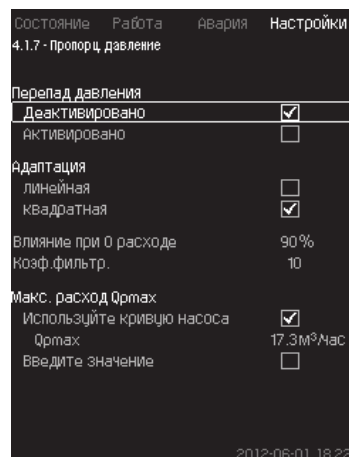 Состояние Работа Авария Настройки
4.1.7 - Пропорц. давление
Перепад давления
Деактивировано
Активировано
Адаптация
линейная
квадратная
Влияние при 0 расходе 90%
Коэф.фильтр. 10
Макс. расход Qpmax
Используйте кривую насоса
Qpmax 17.3м³/час
Введите значение
2012-06-01 18:22